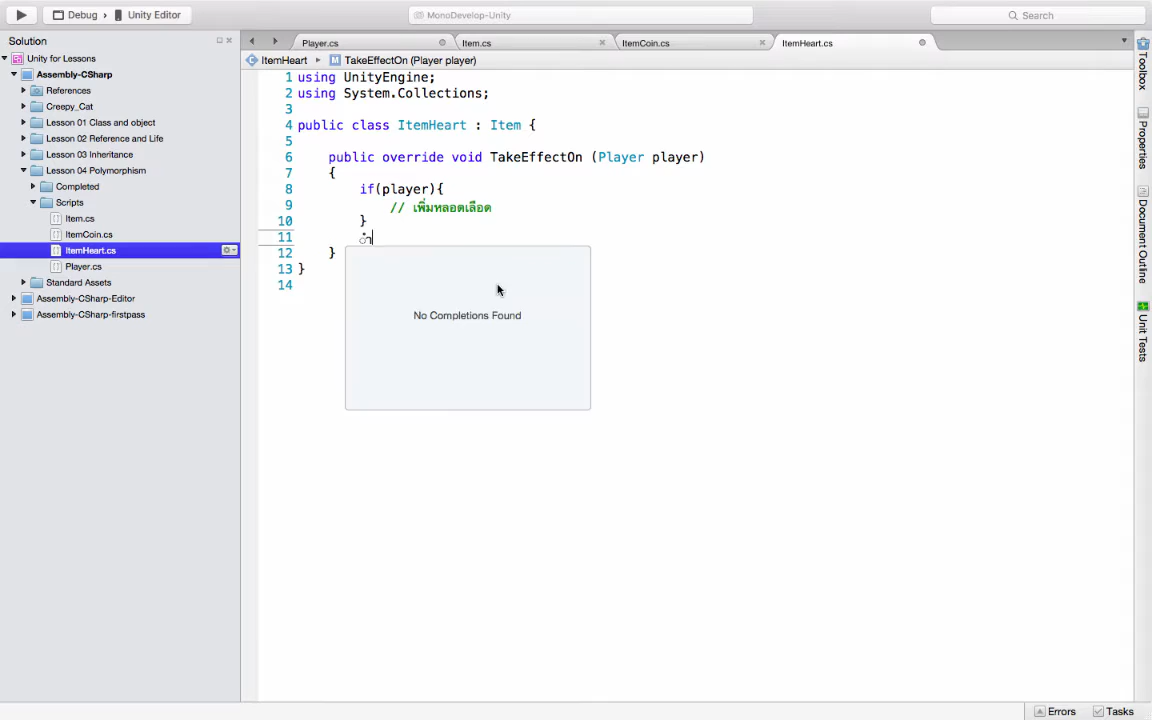 Debug › Unity Editor
MonoDevelop-Unity
Search
Solution
Player.cs
Item.cs
ItemCoin.cs
ItemHeart.cs
ItemHeart
TakeEffectOn (Player player)
Unity for Lessons
Assembly-CSharp
References
Creepy_Cat
Lesson 01 Class and object
Lesson 02 Reference and Life
Lesson 03 Inheritance
Lesson 04 Polymorphism
Completed
Scripts
Item.cs
ItemCoin.cs
ItemHeart.cs
Player.cs
Standard Assets
Assembly-CSharp-Editor
Assembly-CSharp-firstpass
1 using UnityEngine;
2 using System.Collections;
3
4 public class ItemHeart : Item {
5
6 public override void TakeEffectOn (Player player)
7 {
8 if(player){
9 // เพิ่มหลอดเลือด
10 }
11
12 }
13 }
14
No Completions Found
Toolbox
Properties
Document Outline
Unit Tests
Errors
Tasks